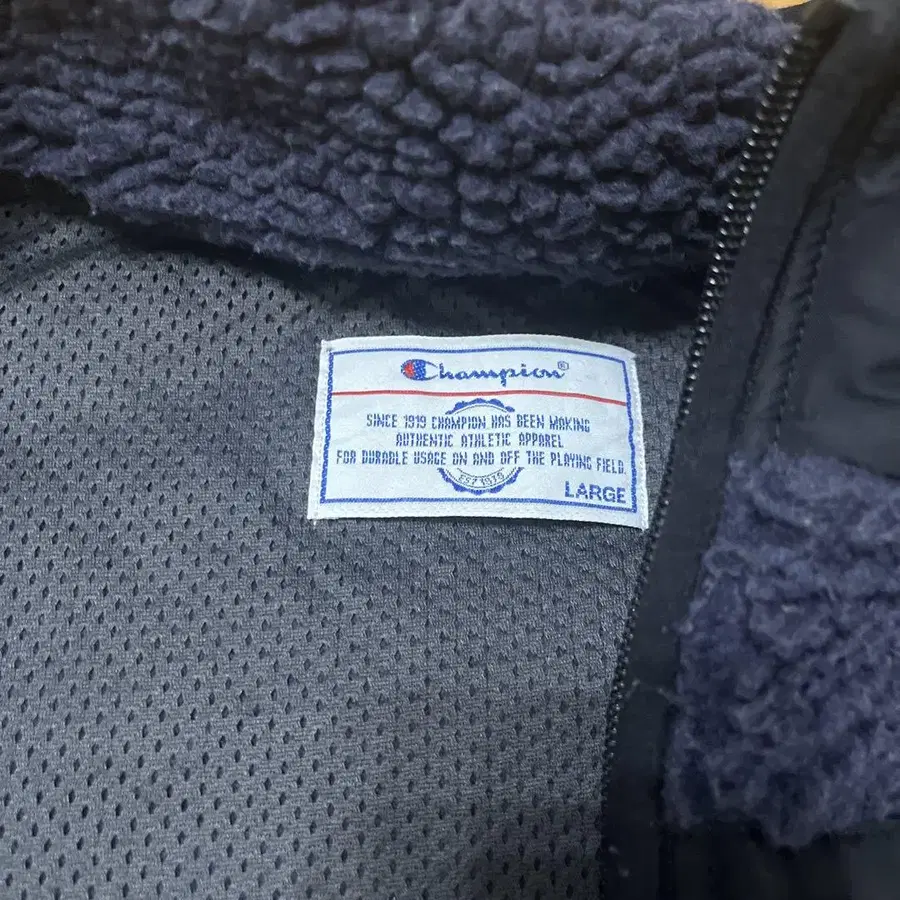 Champion®
SINCE 1919 CHAMPION HAS BEEN MAKING
AUTHENTIC ATHLETIC APPAREL
FOR DURABLE USAGE ON AND OFF THE PLAYING FIELD.
EST 1979
LARGE